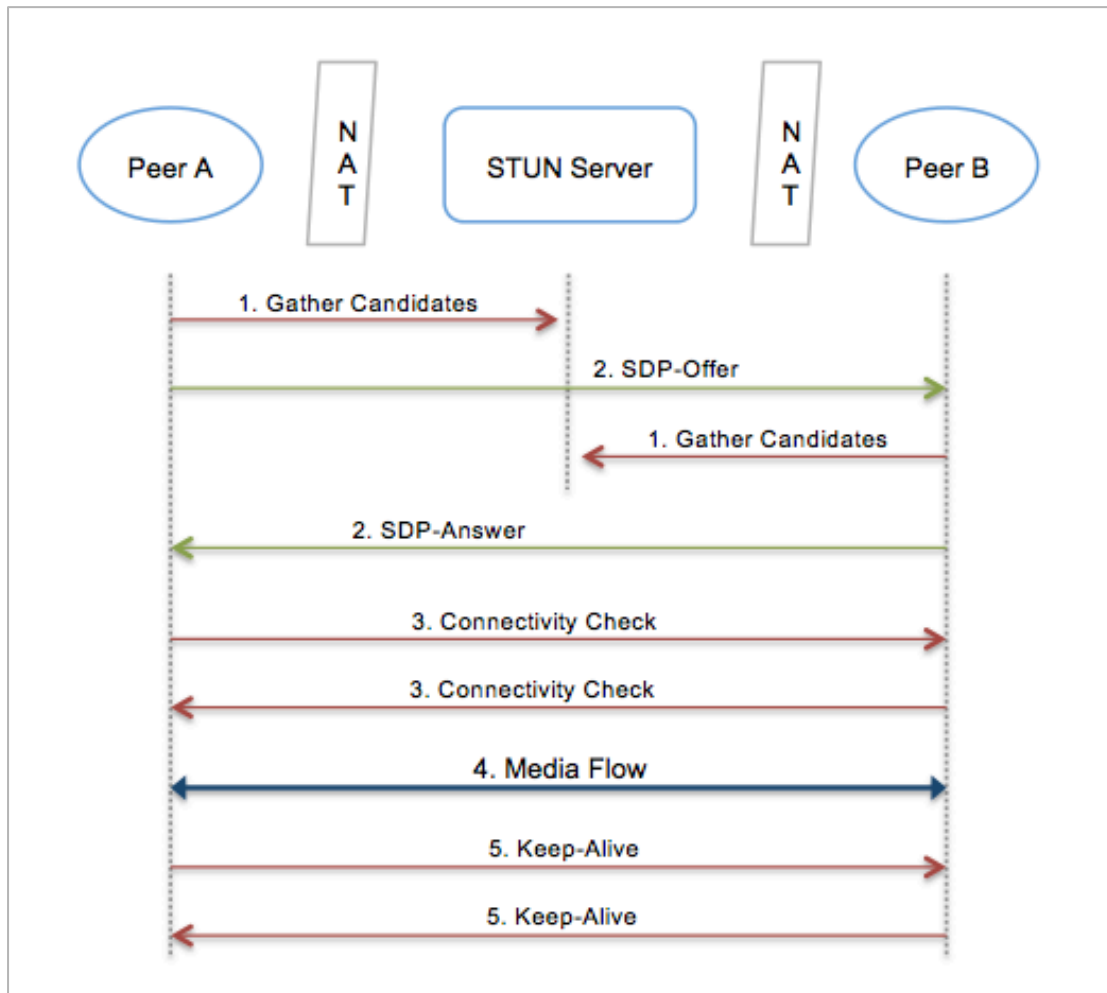 Peer A
N
A
T
STUN Server
N
A
T
Peer B
1. Gather Candidates
2. SDP-Offer
1. Gather Candidates
2. SDP-Answer
3. Connectivity Check
3. Connectivity Check
4. Media Flow
5. Keep-Alive
5. Keep-Alive